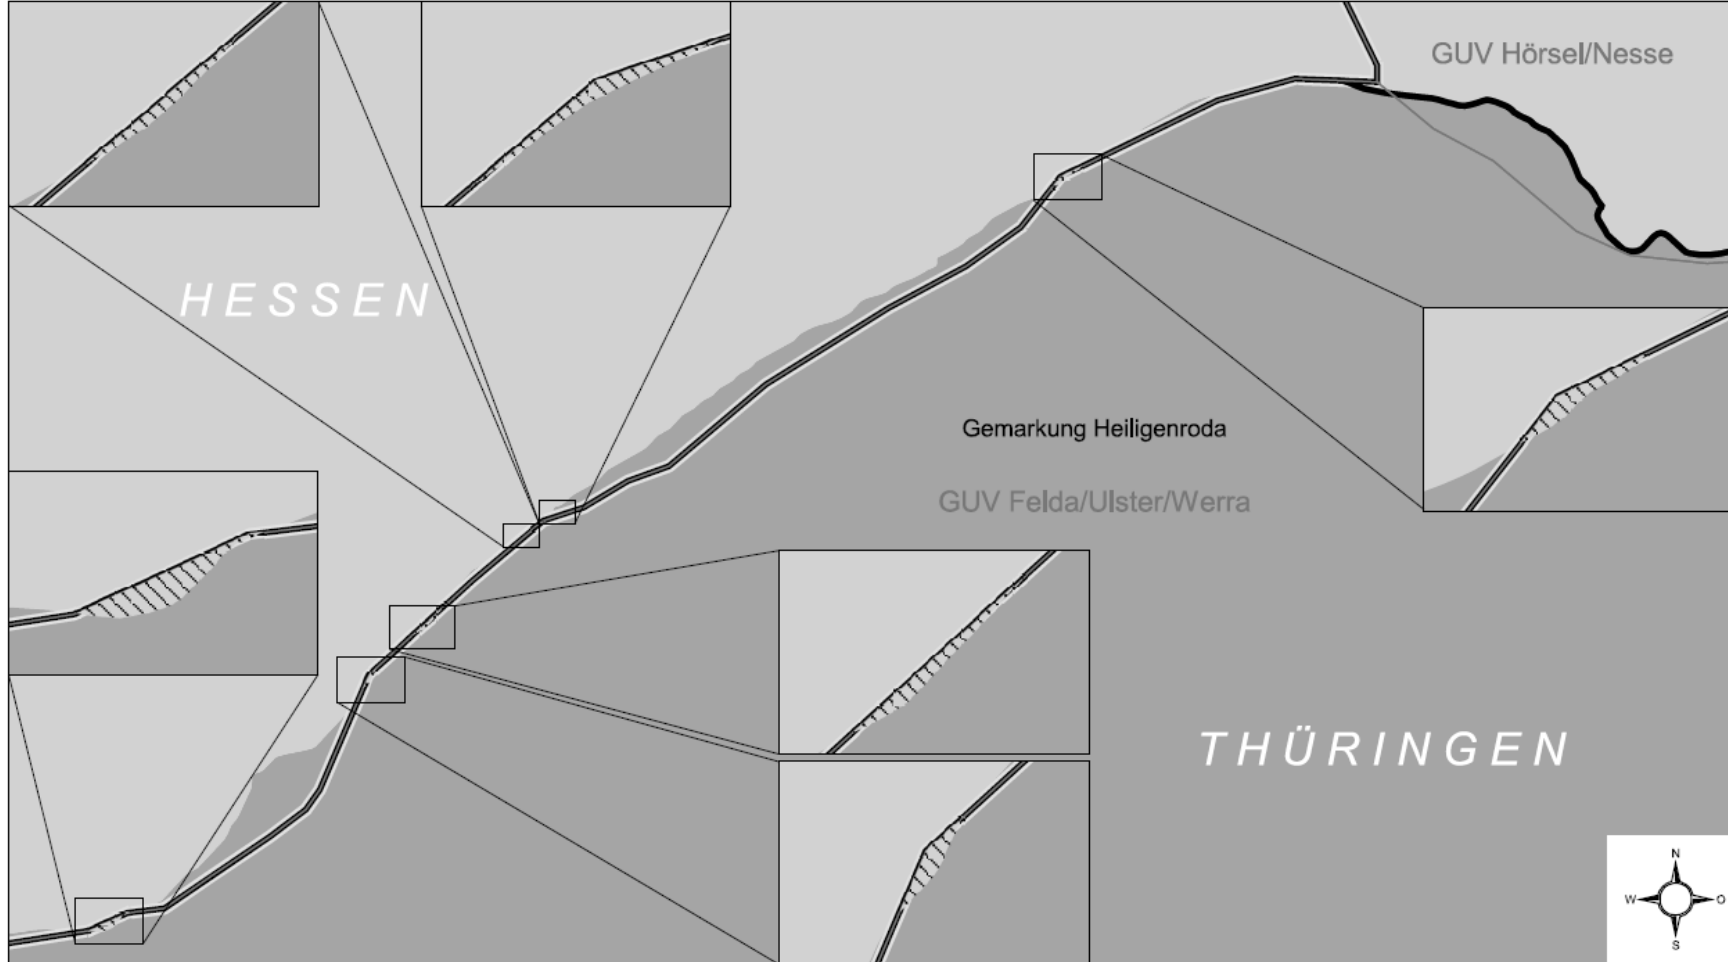 GUV Hörsel/Nesse
HESSEN
Gemarkung Heiligenroda
GUV Felda/Ulster/Werra
THÜRINGEN
N
W
O
S